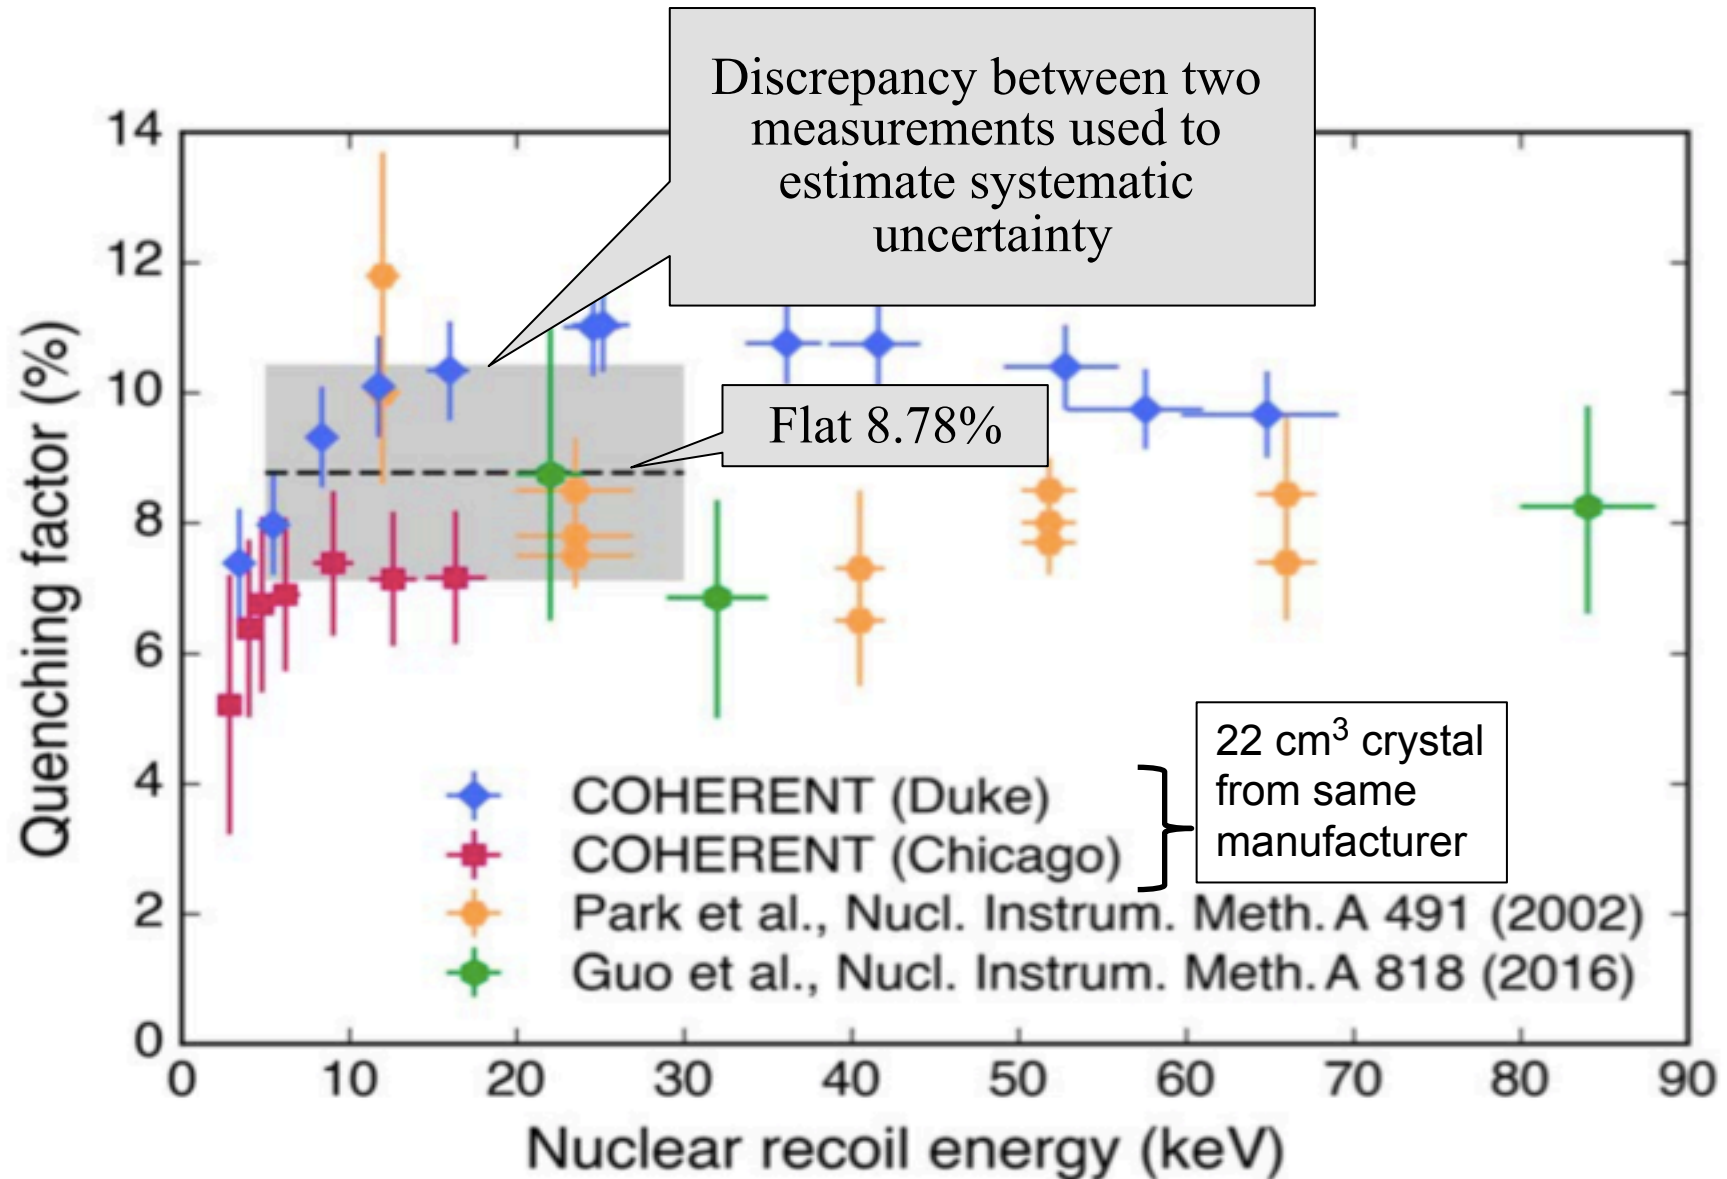 Discrepancy between two
measurements used to
estimate systematic
uncertainty
14
12
10
8
6
4
2
0
Quenching factor (%)
Flat 8.78%
22 cm³ crystal
from same
manufacturer
COHERENT (Duke)
COHERENT (Chicago)
Park et al., Nucl. Instrum. Meth. A 491 (2002)
Guo et al., Nucl. Instrum. Meth. A 818 (2016)
0 10 20 30 40 50 60 70 80 90
Nuclear recoil energy (keV)